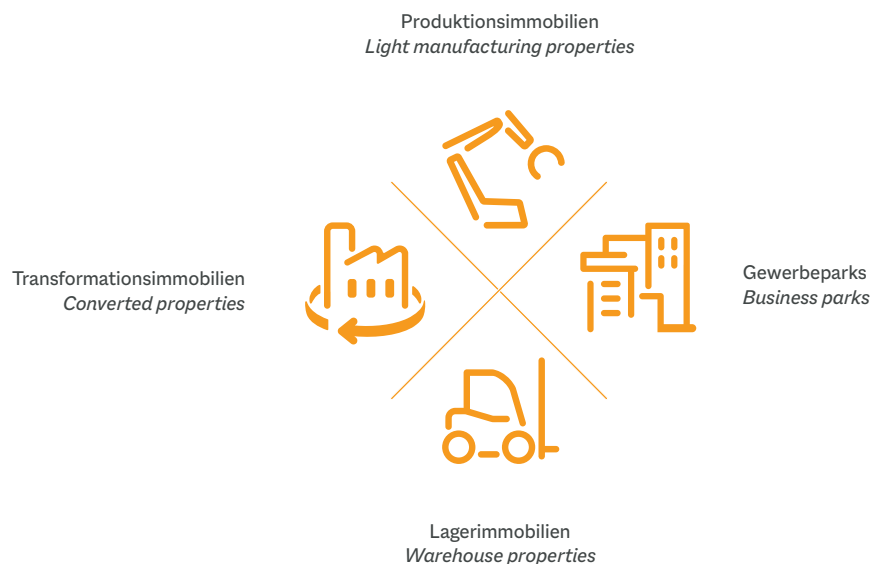 Produktionsimmobilien
Light manufacturing properties
Transformationsimmobilien
Converted properties
Gewerbeparks
Business parks
Lagerimmobilien
Warehouse properties